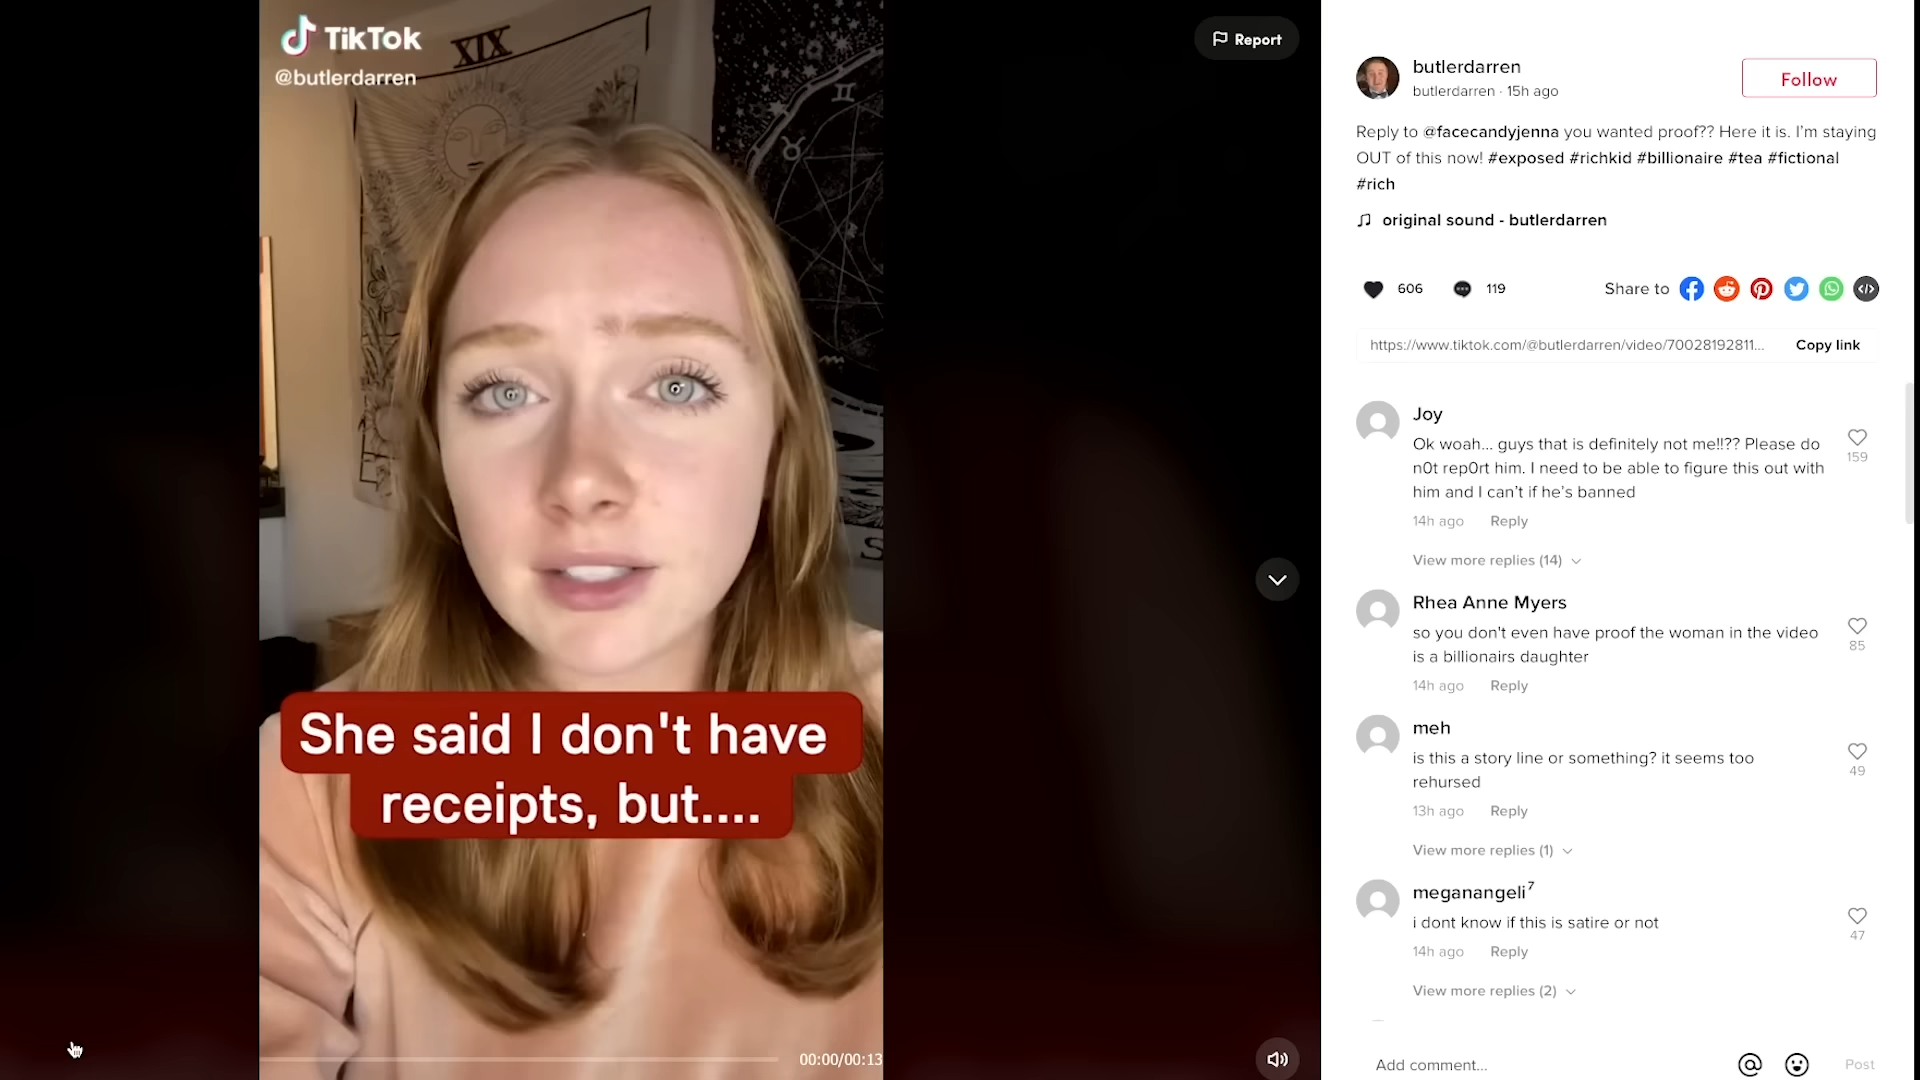 TikTok
@butlerdarren
XIX
Report
She said I don't have
receipts, but....
00:00/00:13
butlerdarren
butlerdarren · 15h ago
Follow
Reply to @facecandyjenna you wanted proof?? Here it is. I'm staying
OUT of this now! #exposed #richkid #billionaire #tea #fictional
#rich
original sound - butlerdarren
606
119
Share to
https://www.tiktok.com/@butlerdarren/video/70028192811...
Copy link
Joy
Ok woah... guys that is definitely not me!!?? Please do
n0t rep0rt him. I need to be able to figure this out with
him and I can't if he's banned
159
14h ago Reply
View more replies (14)
Rhea Anne Myers
so you don't even have proof the woman in the video
is a billionairs daughter
85
14h ago Reply
meh
is this a story line or something? it seems too
rehursed
49
13h ago Reply
View more replies (1)
meganangeli⁷
i dont know if this is satire or not
47
14h ago Reply
View more replies (2)
Add comment...
Post